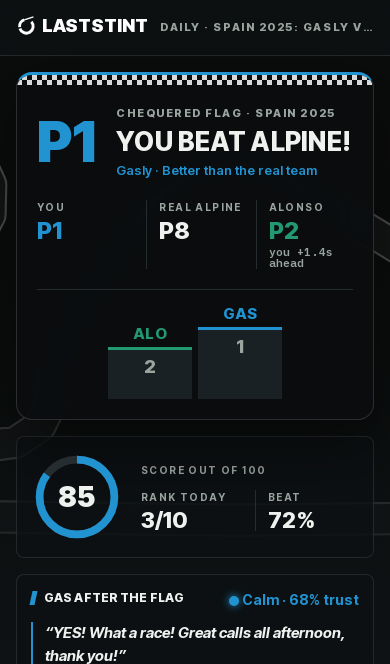 LASTSTINT
DAILY · SPAIN 2025: GASLY V…
P1
CHEQUERED FLAG · SPAIN 2025
YOU BEAT ALPINE!
Gasly · Better than the real team
YOU
P1
REAL ALPINE
P8
ALONSO
P2
you +1.4s
ahead
ALO
2
GAS
1
85
SCORE OUT OF 100
RANK TODAY
3/10
BEAT
72%
GAS AFTER THE FLAG
Calm · 68% trust
“YES! What a race! Great calls all afternoon,
thank you!”